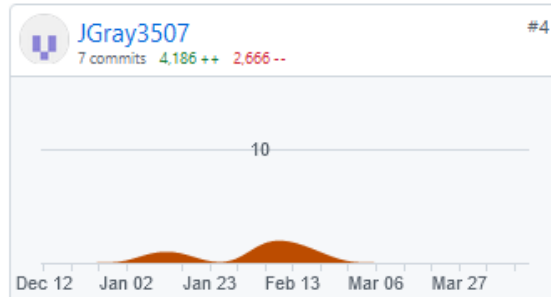 JGray3507
#4
7 commits 4,186 ++ 2,666 --
10
Dec 12 Jan 02 Jan 23 Feb 13 Mar 06 Mar 27